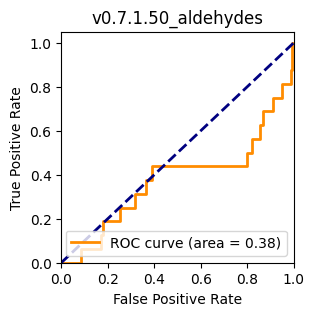 v0.7.1.50_aldehydes
True Positive Rate
1.0
0.8
0.6
0.4
0.2
0.0
ROC curve (area = 0.38)
0.0 0.2 0.4 0.6 0.8 1.0
False Positive Rate